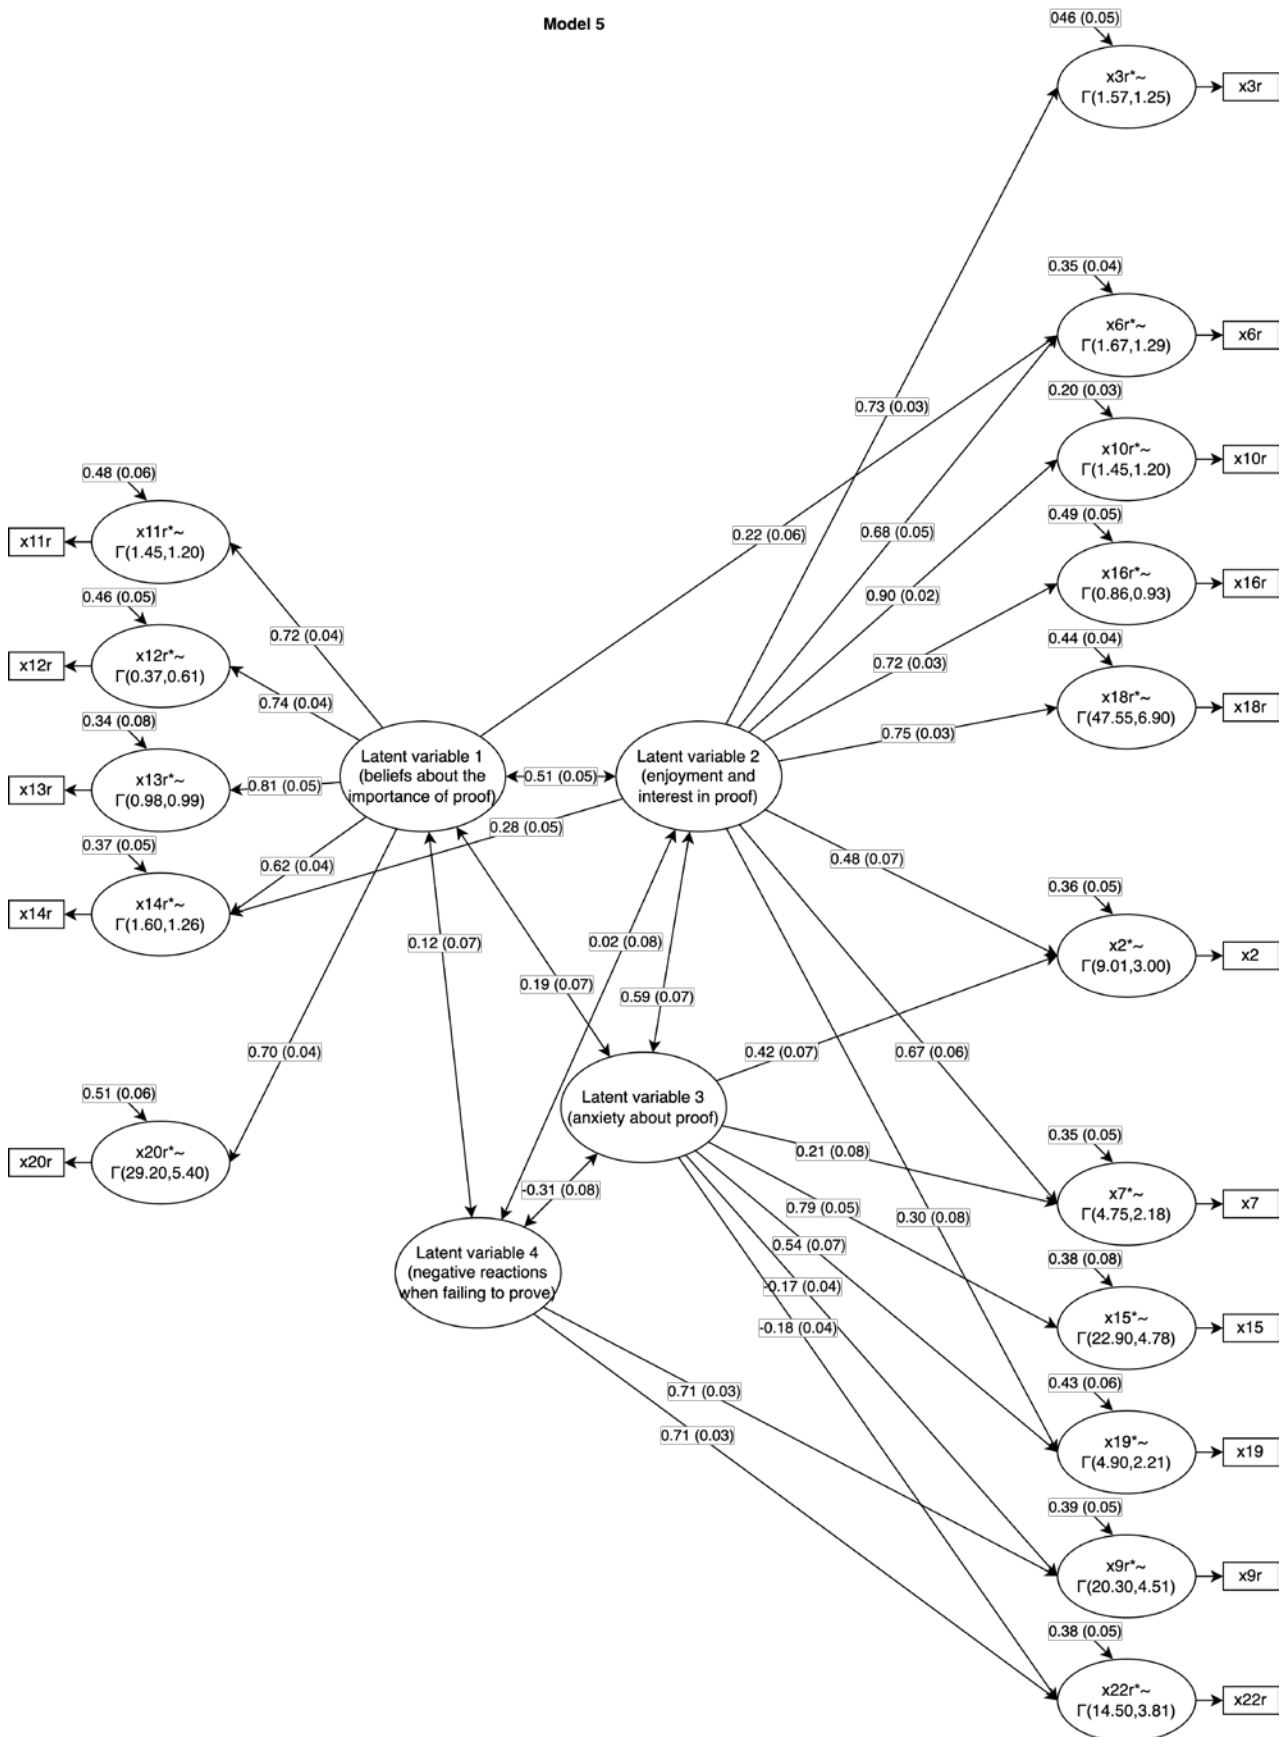 Model 5
046 (0.05)
x3r*~
Γ(1.57,1.25)
x3r
0.35 (0.04)
x6r*~
Γ(1.67,1.29)
x6r
0.73 (0.03)
0.20 (0.03)
x10r*~
Γ(1.45,1.20)
x10r
0.48 (0.06)
x11r*~
Γ(1.45,1.20)
x11r
0.22 (0.06)
0.68 (0.05)
0.49 (0.05)
x16r*~
Γ(0.86,0.93)
x16r
0.90 (0.02)
0.46 (0.05)
x12r*~
Γ(0.37,0.61)
x12r
0.72 (0.04)
0.72 (0.03)
0.44 (0.04)
x18r*~
Γ(47.55,6.90)
x18r
0.74 (0.04)
0.75 (0.03)
0.34 (0.08)
x13r*~
Γ(0.98,0.99)
x13r
0.81 (0.05)
Latent variable 1
(beliefs about the
importance of proof)
0.51 (0.05)
Latent variable 2
(enjoyment and
interest in proof)
0.28 (0.05)
0.37 (0.05)
x14r*~
Γ(1.60,1.26)
x14r
0.62 (0.04)
0.48 (0.07)
0.36 (0.05)
x2*~
Γ(9.01,3.00)
x2
0.12 (0.07)
0.02 (0.08)
0.19 (0.07)
0.59 (0.07)
0.70 (0.04)
0.42 (0.07)
0.67 (0.06)
0.51 (0.06)
x20r*~
Γ(29.20,5.40)
x20r
Latent variable 3
(anxiety about proof)
0.21 (0.08)
0.35 (0.05)
x7*~
Γ(4.75,2.18)
x7
-0.31 (0.08)
0.79 (0.05)
0.30 (0.08)
0.54 (0.07)
Latent variable 4
(negative reactions
when failing to prove)
0.38 (0.08)
x15*~
Γ(22.90,4.78)
x15
-0.17 (0.04)
-0.18 (0.04)
0.71 (0.03)
0.43 (0.06)
x19*~
Γ(4.90,2.21)
x19
0.71 (0.03)
0.39 (0.05)
x9r*~
Γ(20.30,4.51)
x9r
0.38 (0.05)
x22r*~
Γ(14.50,3.81)
x22r